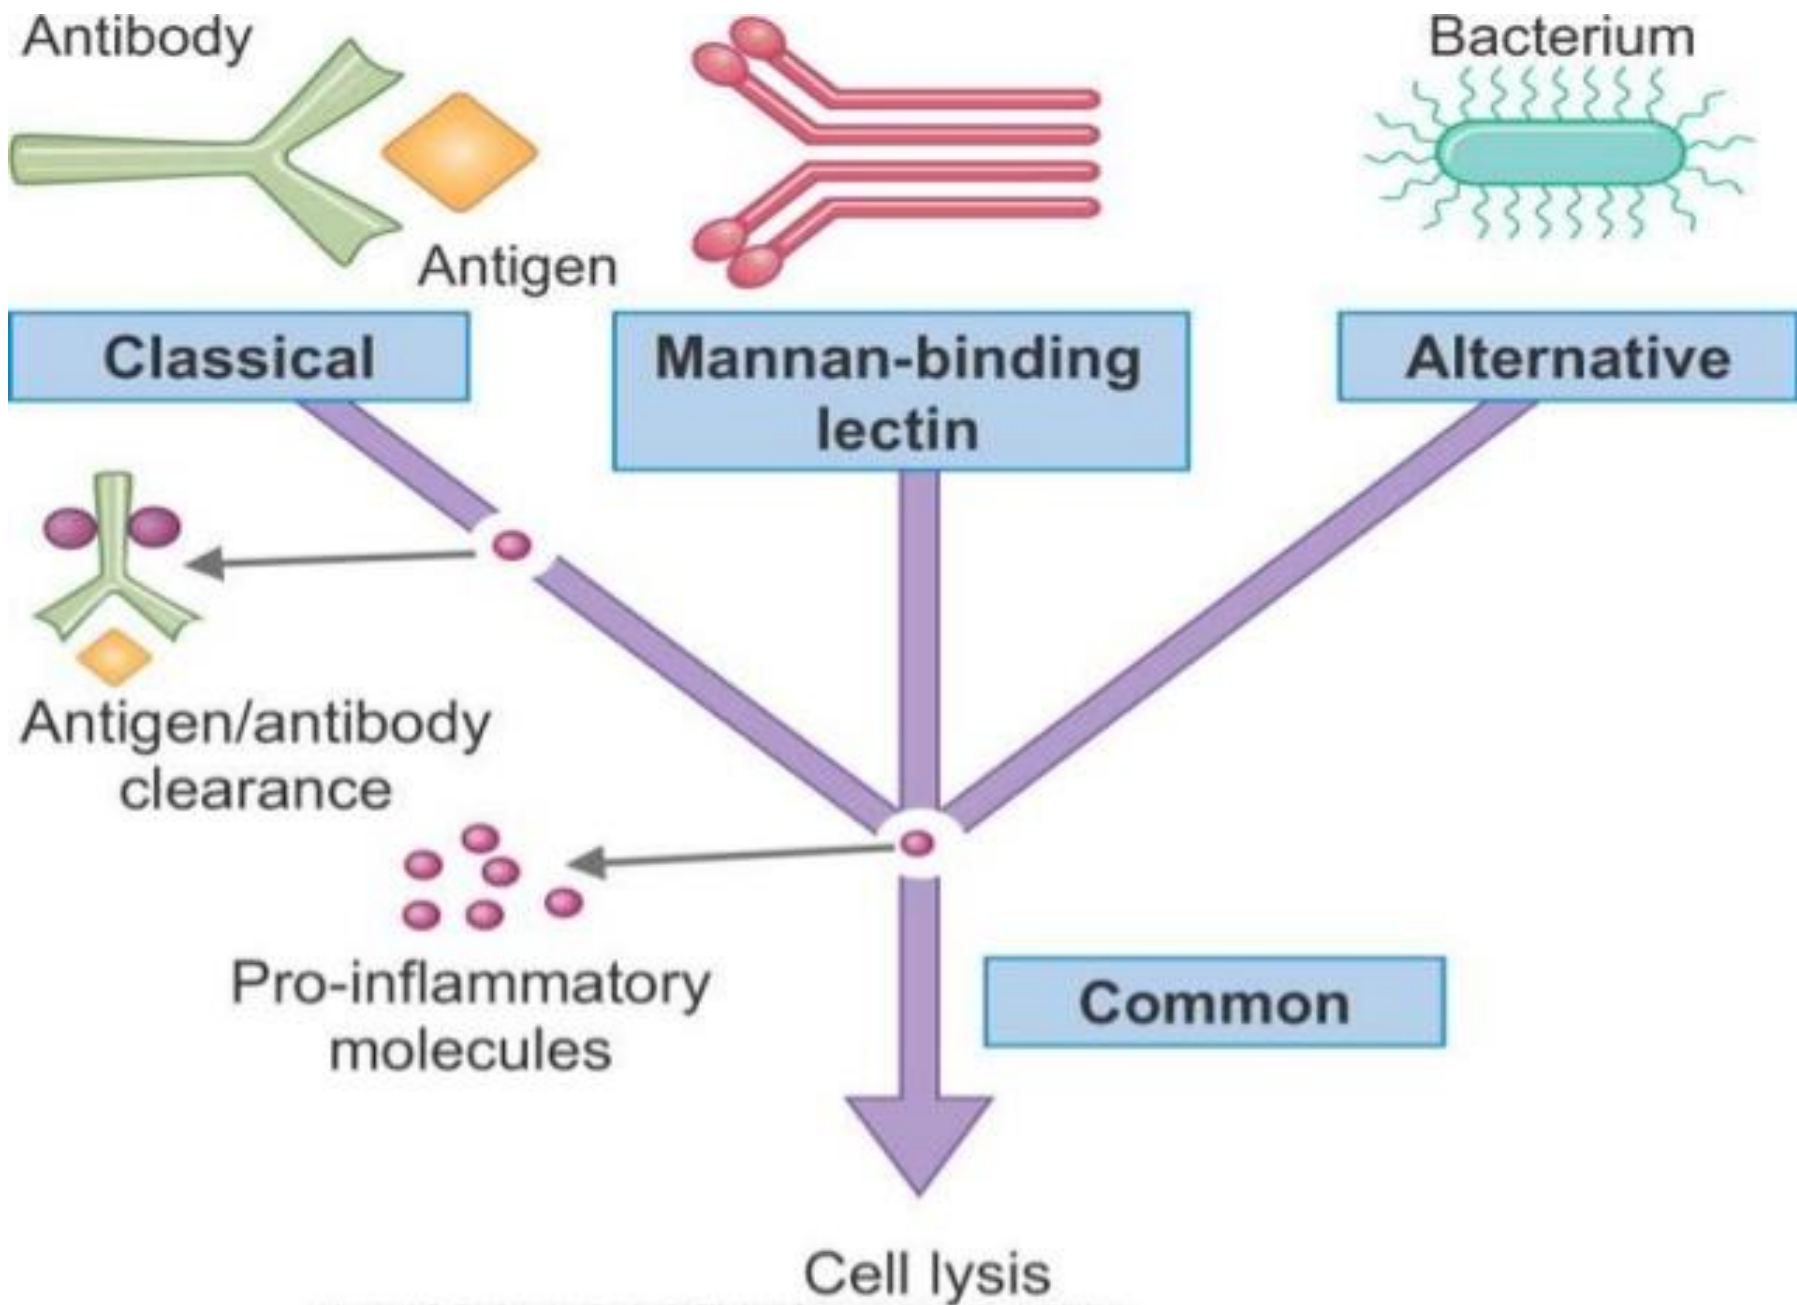 Antibody
Bacterium
Antigen
Classical
Mannan-binding
lectin
Alternative
Antigen/antibody
clearance
Pro-inflammatory
molecules
Common
Cell lysis